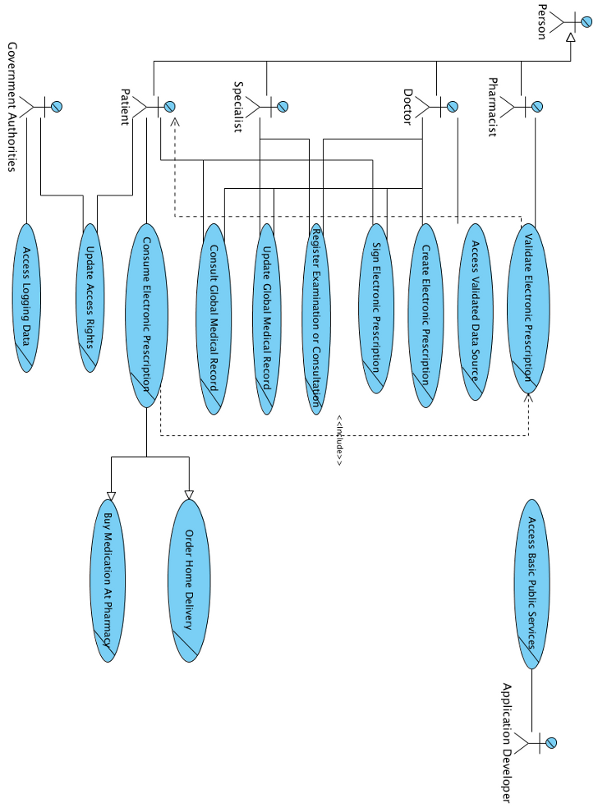 Person
Pharmacist
Doctor
Specialist
Patient
Government Authorities
Validate Electronic Prescription
Access Validated Data Source
Create Electronic Prescription
Sign Electronic Prescription
Register Examination or Consultation
Update Global Medical Record
Consult Global Medical Record
Consume Electronic Prescription
Update Access Rights
Access Logging Data
<<Include>>
Access Basic Public Services
Order Home Delivery
Buy Medication At Pharmacy
Application Developer